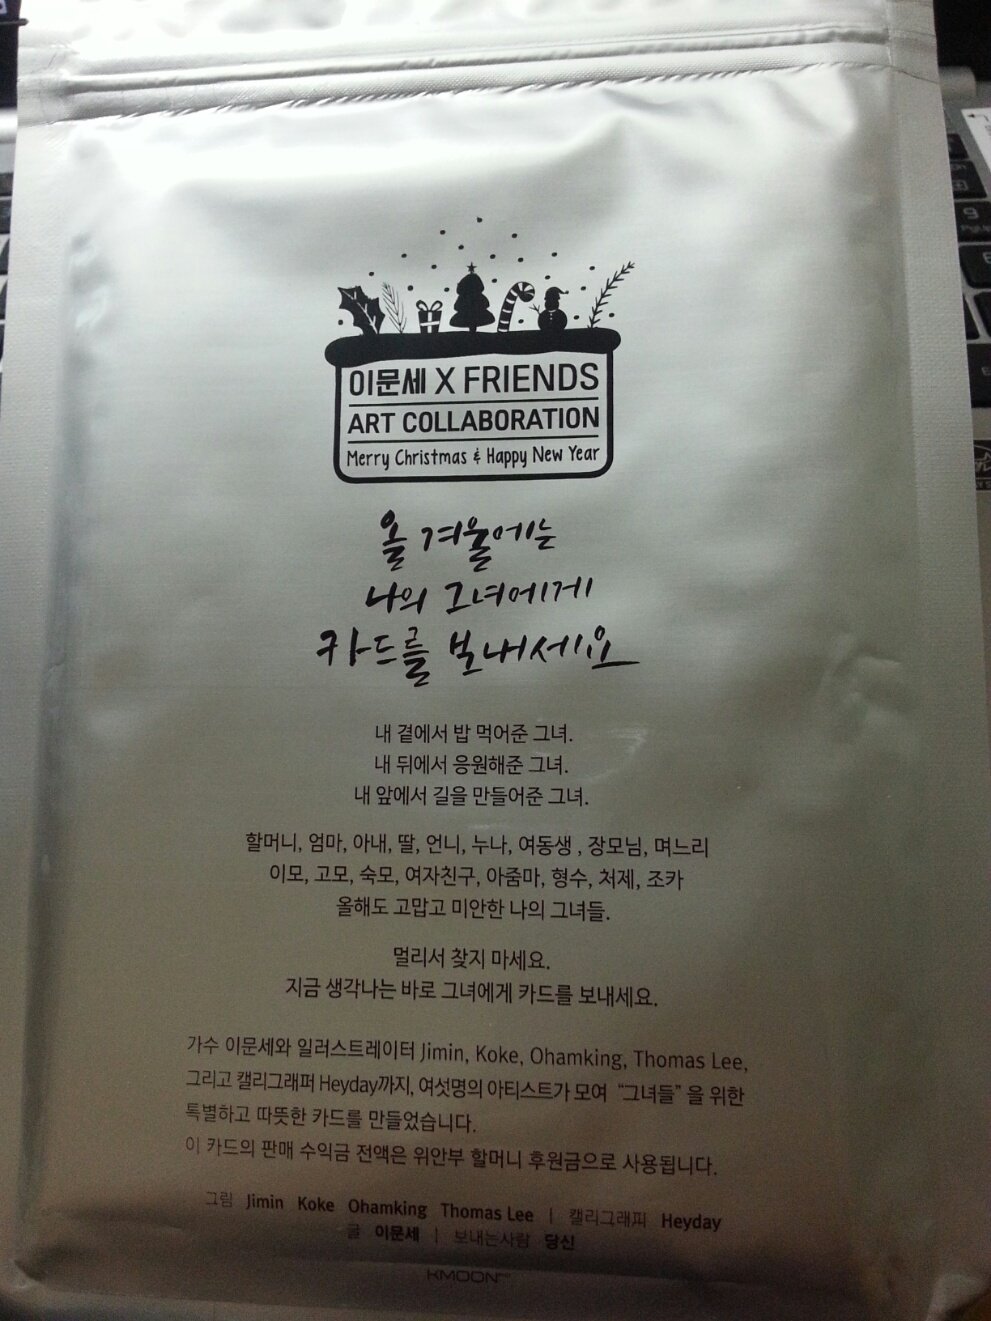 이문세 X FRIENDS
ART COLLABORATION
Merry Christmas & Happy New Year
올 겨울에는
나의 그녀에게
카드를 보내세요
내 곁에서 밥 먹어준 그녀.
내 뒤에서 응원해준 그녀.
내 앞에서 길을 만들어준 그녀.
할머니, 엄마, 아내, 딸, 언니, 누나, 여동생 , 장모님, 며느리
이모, 고모, 숙모, 여자친구, 아줌마, 형수, 처제, 조카
올해도 고맙고 미안한 나의 그녀들.
멀리서 찾지 마세요.
지금 생각나는 바로 그녀에게 카드를 보내세요.
가수 이문세와 일러스트레이터 Jimin, Koke, Ohamking, Thomas Lee,
그리고 캘리그래퍼 Heyday까지, 여섯명의 아티스트가 모여 “그녀들” 을 위한
특별하고 따뜻한 카드를 만들었습니다.
이 카드의 판매 수익금 전액은 위안부 할머니 후원금으로 사용됩니다.
그림 Jimin Koke Ohamking Thomas Lee | 캘리그래피 Heyday
글 이문세 | 보내는사람 당신
KMOON